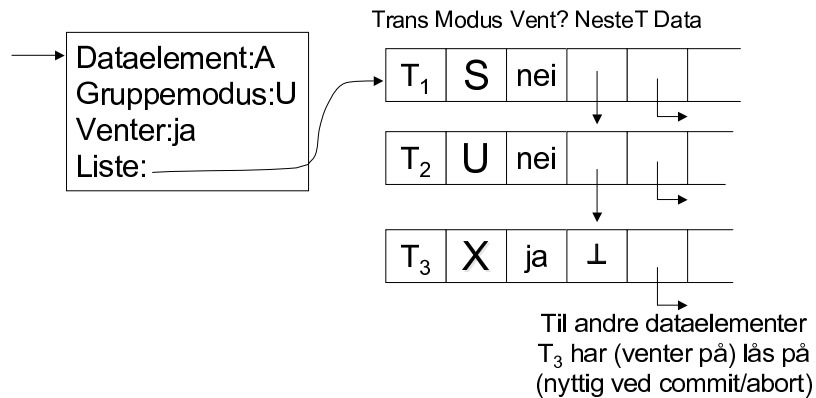 Trans Modus Vent? NesteT Data
Dataelement:A
Gruppemodus:U
Venter:ja
Liste:
T₁ S nei
T₂ U nei
T₃ X ja ⊥
Til andre dataelementer
T₃ har (venter på) lås på
(nyttig ved commit/abort)